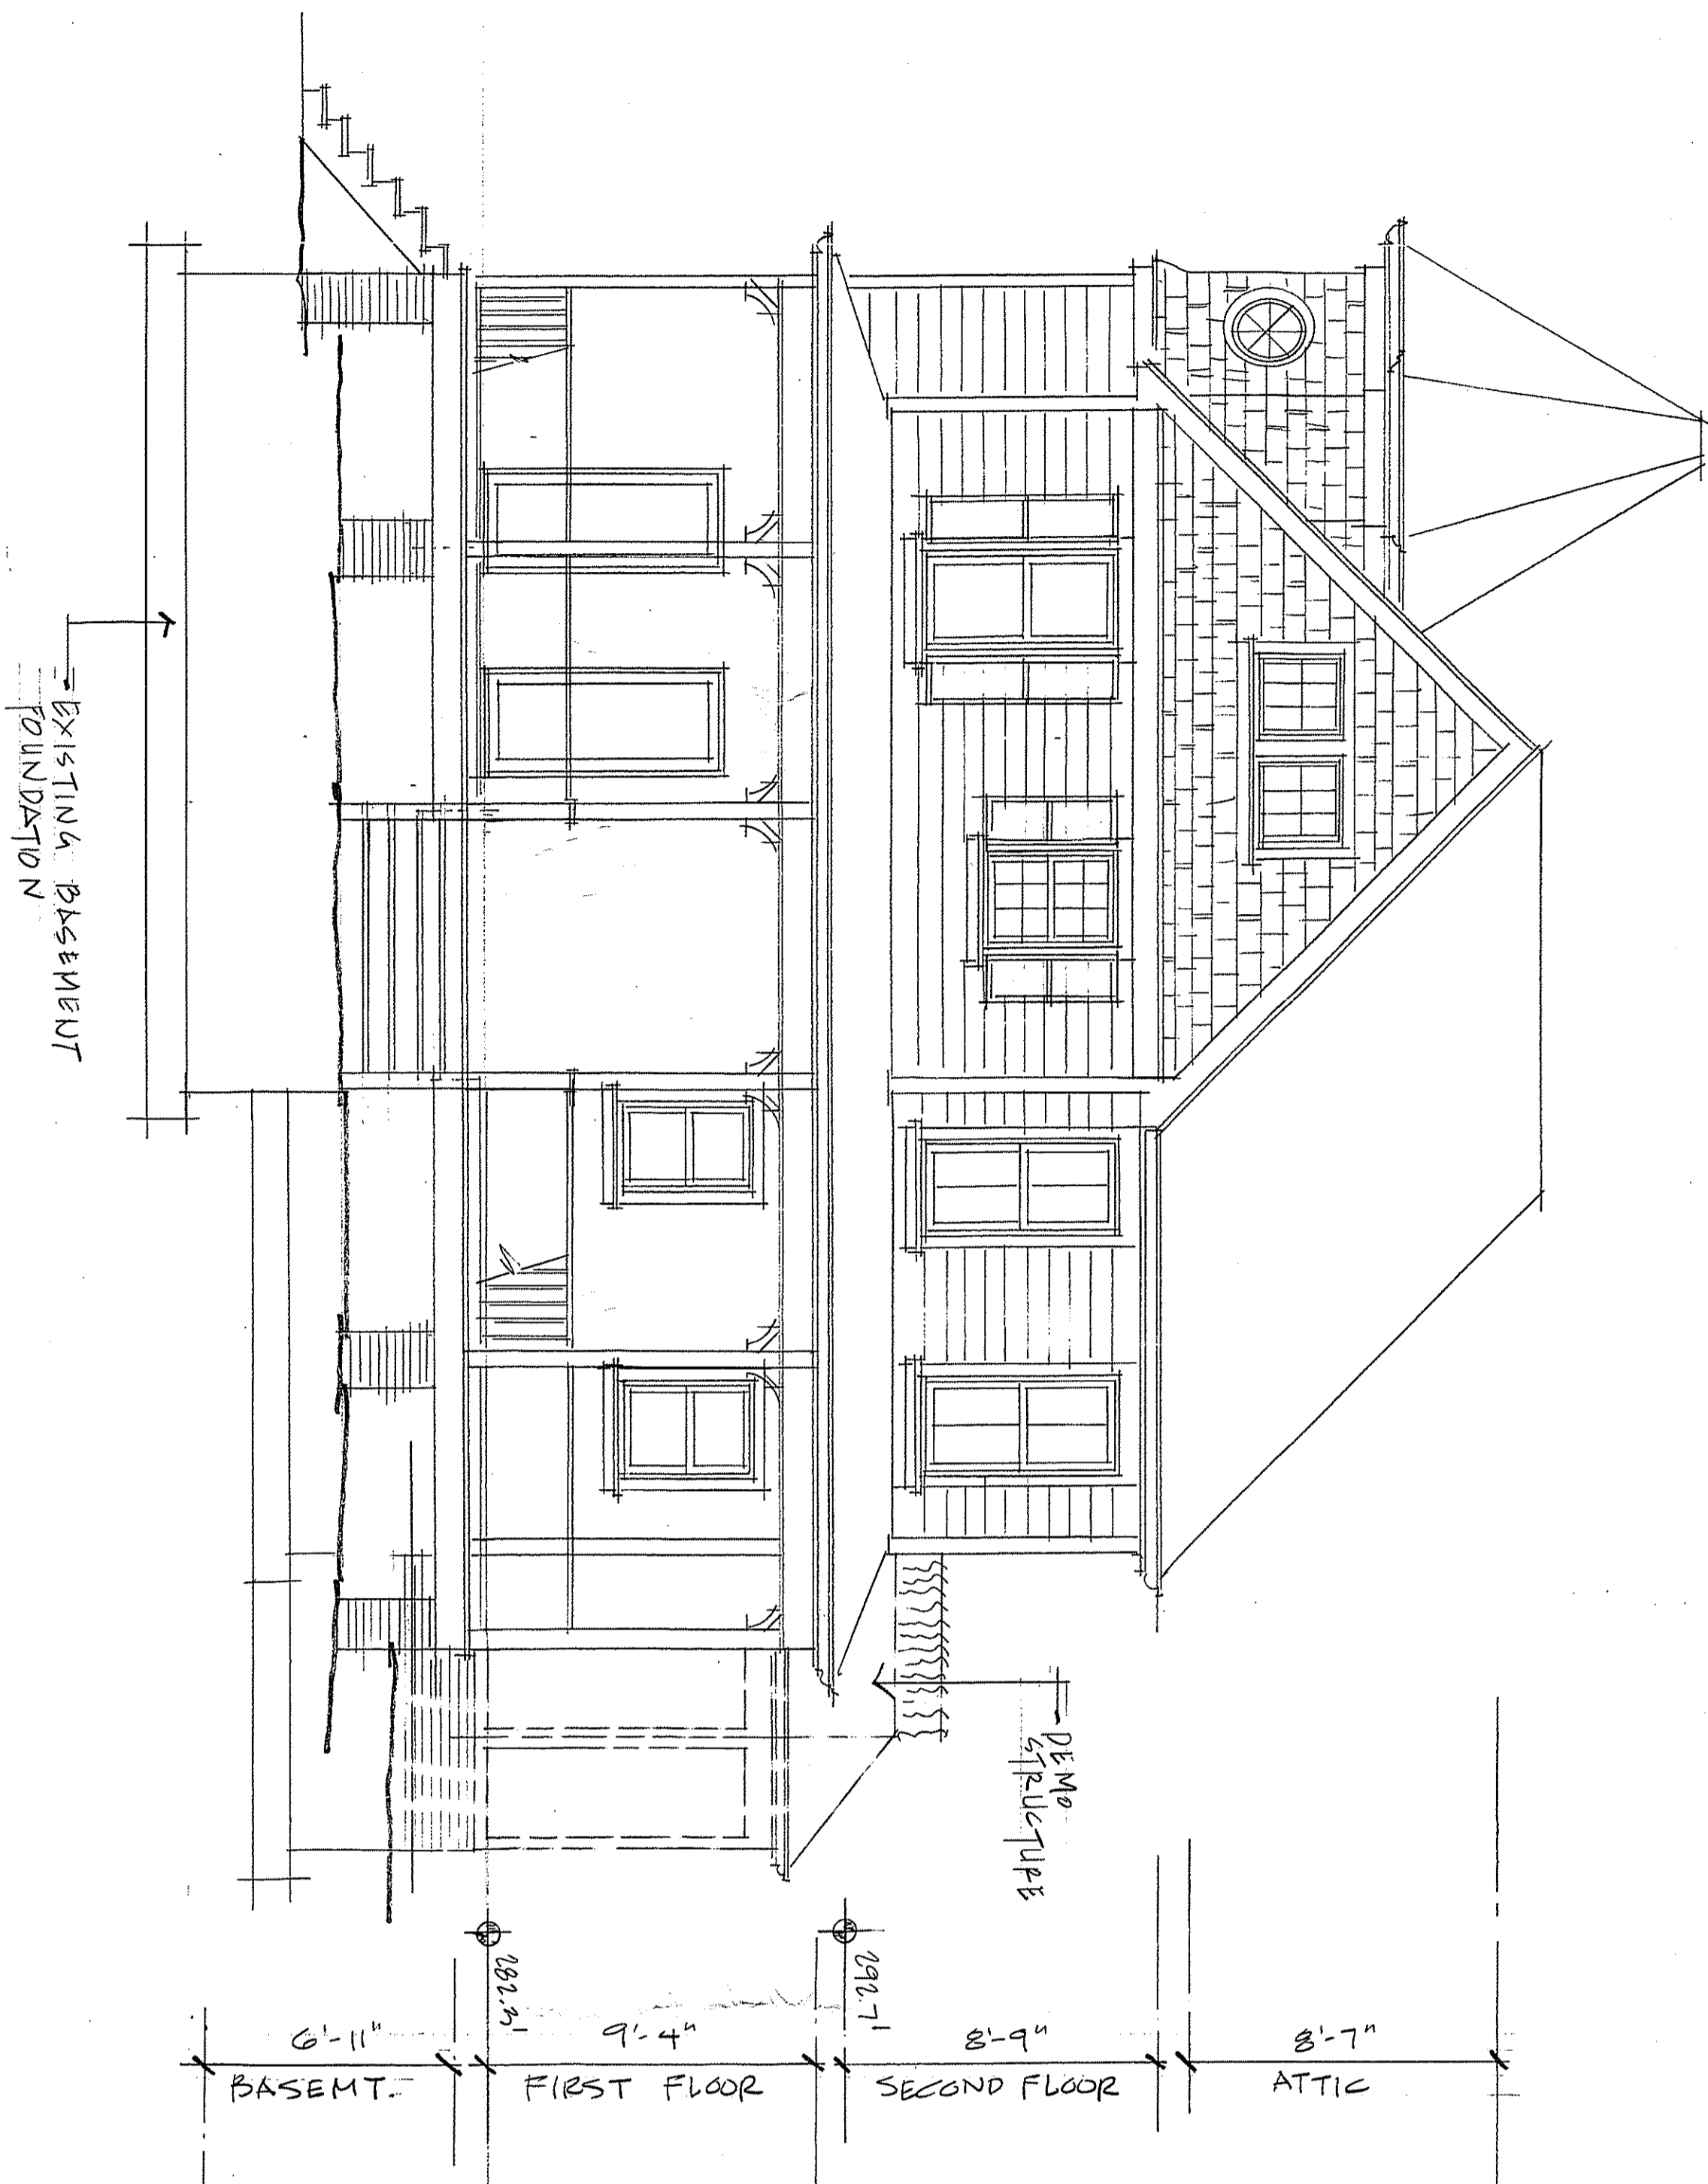 EXISTING BASEMENT
FOUNDATION
DEMO
STRUCTURE
282.3'
292.7'
6'-11"
BASEMT.
9'-4"
FIRST FLOOR
8'-9"
SECOND FLOOR
8'-7"
ATTIC